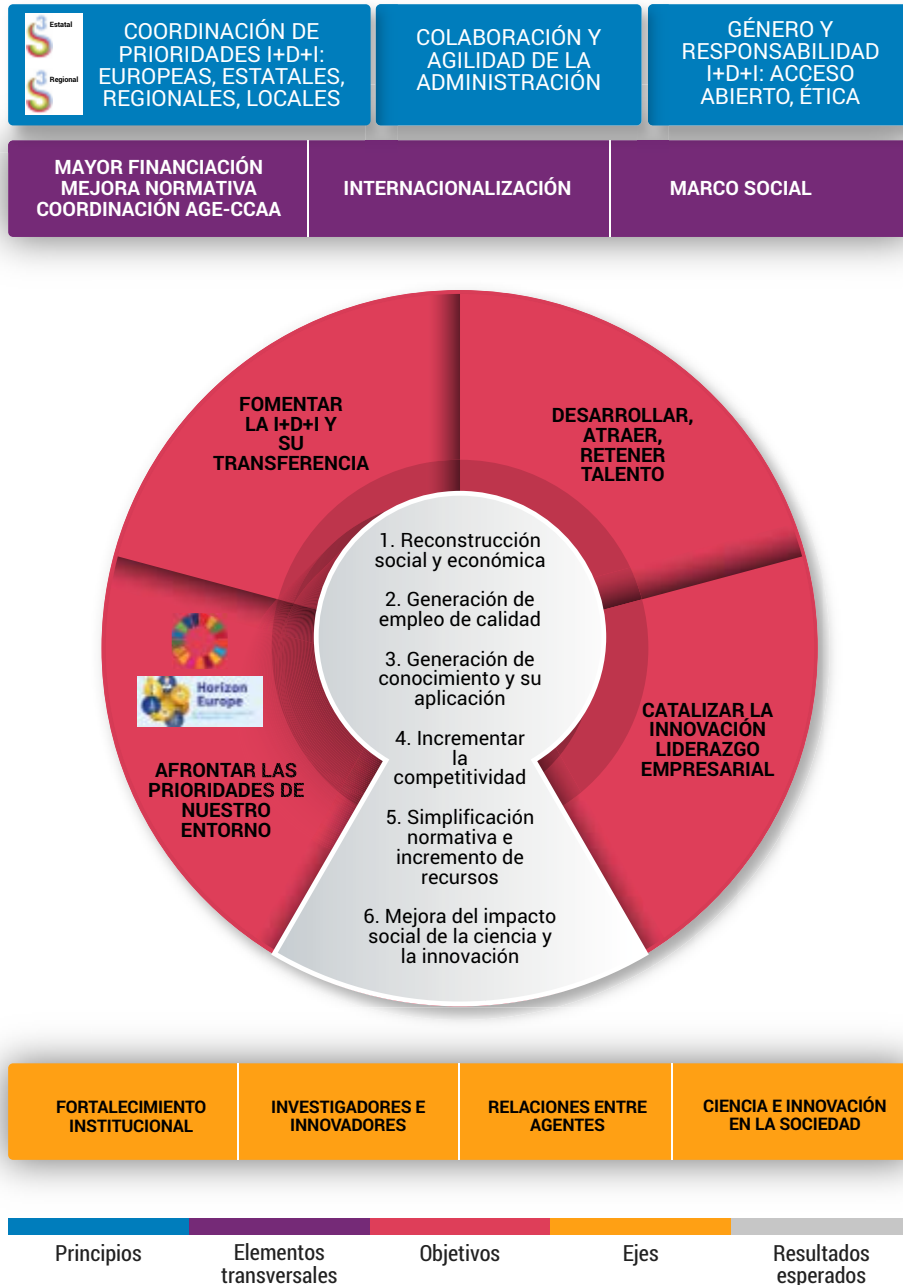 Estatal
Regional
COORDINACIÓN DE
PRIORIDADES I+D+I:
EUROPEAS, ESTATALES,
REGIONALES, LOCALES
COLABORACIÓN Y
AGILIDAD DE LA
ADMINISTRACIÓN
GÉNERO Y
RESPONSABILIDAD
I+D+I: ACCESO
ABIERTO, ÉTICA
MAYOR FINANCIACIÓN
MEJORA NORMATIVA
COORDINACIÓN AGE-CCAA
INTERNACIONALIZACIÓN
MARCO SOCIAL
FOMENTAR
LA I+D+I Y
SU
TRANSFERENCIA
DESARROLLAR,
ATRAER,
RETENER
TALENTO
1. Reconstrucción
social y económica
2. Generación de
empleo de calidad
3. Generación de
conocimiento y su
aplicación
4. Incrementar
la
competitividad
5. Simplificación
normativa e
incremento de
recursos
6. Mejora del impacto
social de la ciencia y
la innovación
Horizon
Europe
AFRONTAR LAS
PRIORIDADES DE
NUESTRO
ENTORNO
CATALIZAR LA
INNOVACIÓN
LIDERAZGO
EMPRESARIAL
FORTALECIMIENTO
INSTITUCIONAL
INVESTIGADORES E
INNOVADORES
RELACIONES ENTRE
AGENTES
CIENCIA E INNOVACIÓN
EN LA SOCIEDAD
Principios
Elementos
transversales
Objetivos
Ejes
Resultados
esperados